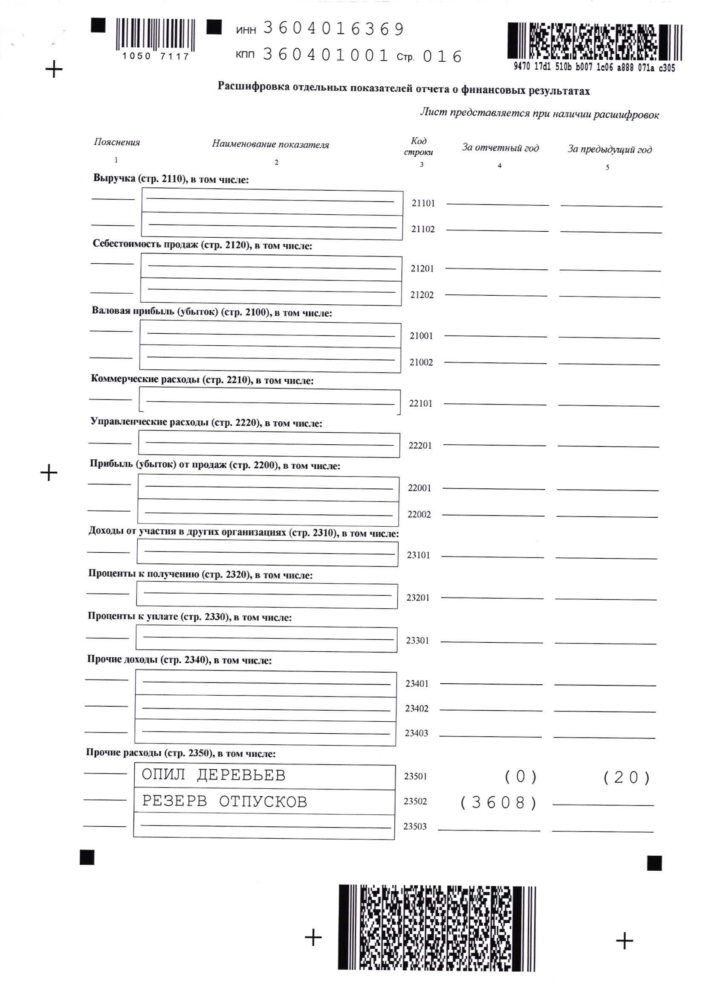 ИНН 3604016369
1050 7117
КПП 360401001 Стр. 016
9470 17d1 510b b007 1c06 a888 071a c305
Расшифровка отдельных показателей отчета о финансовых результатах
Лист представляется при наличии расшифровок
Пояснения Наименование показателя Код строки За отчетный год За предыдущий год
1 2 3 4 5
Выручка (стр. 2110), в том числе:
21101
21102
Себестоимость продаж (стр. 2120), в том числе:
21201
21202
Валовая прибыль (убыток) (стр. 2100), в том числе:
21001
21002
Коммерческие расходы (стр. 2210), в том числе:
22101
Управленческие расходы (стр. 2220), в том числе:
22201
Прибыль (убыток) от продаж (стр. 2200), в том числе:
22001
22002
Доходы от участия в других организациях (стр. 2310), в том числе:
23101
Проценты к получению (стр. 2320), в том числе:
23201
Проценты к уплате (стр. 2330), в том числе:
23301
Прочие доходы (стр. 2340), в том числе:
23401
23402
23403
Прочие расходы (стр. 2350), в том числе:
ОПИЛ ДЕРЕВЬЕВ 23501 (0) (20)
РЕЗЕРВ ОТПУСКОВ 23502 (3608)
23503